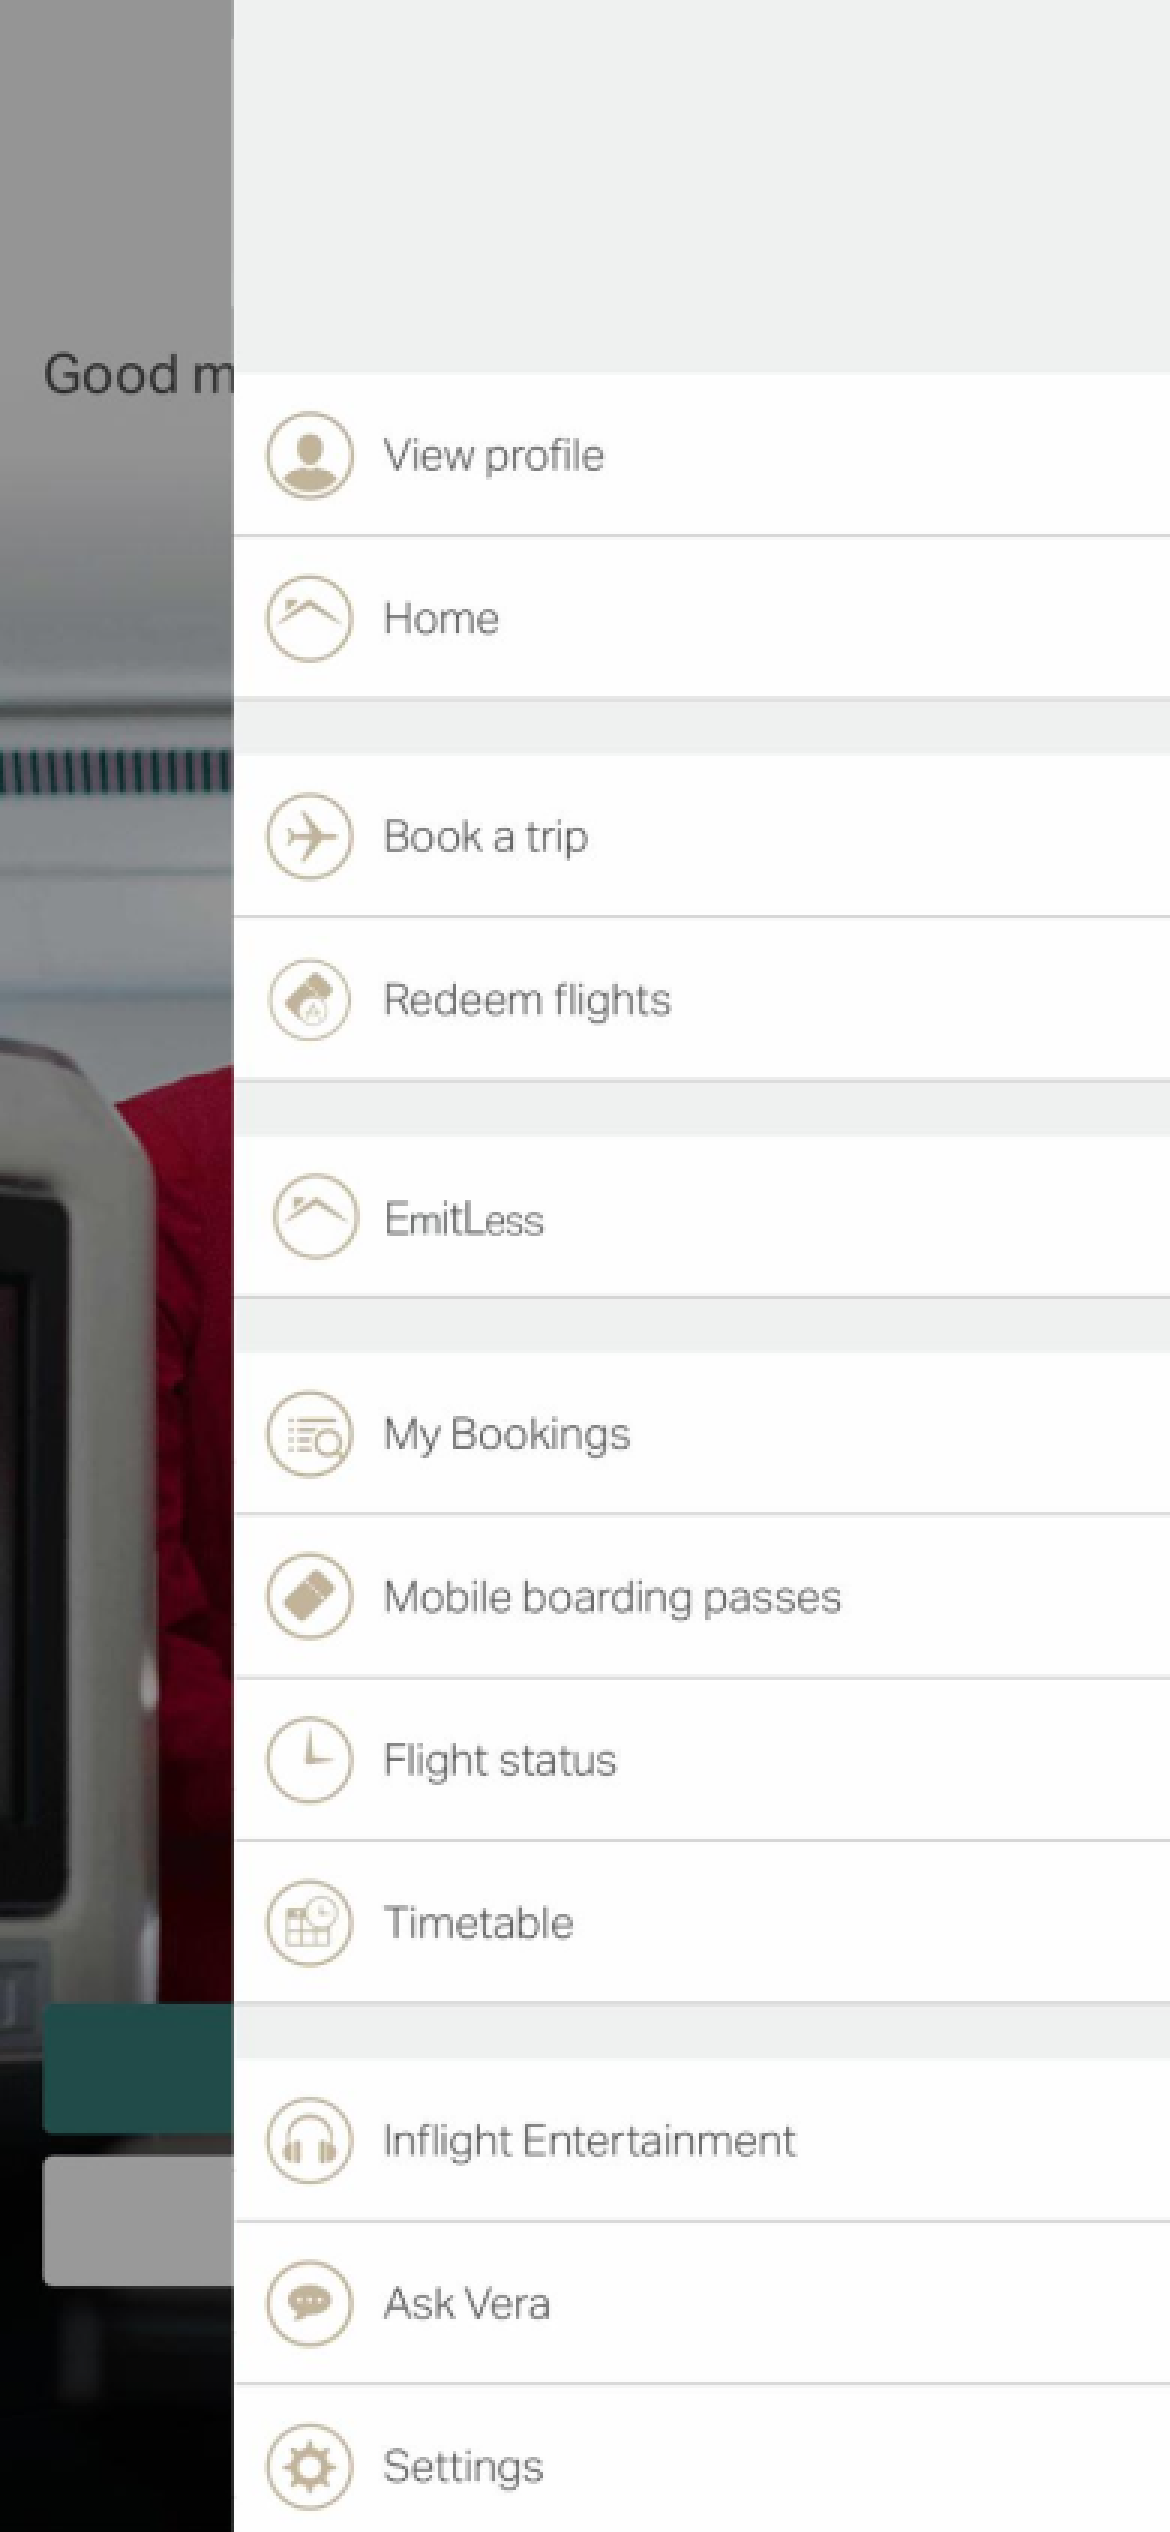 Good m
View profile
Home
Book a trip
Redeem flights
EmitLess
My Bookings
Mobile boarding passes
Flight status
Timetable
Inflight Entertainment
Ask Vera
Settings